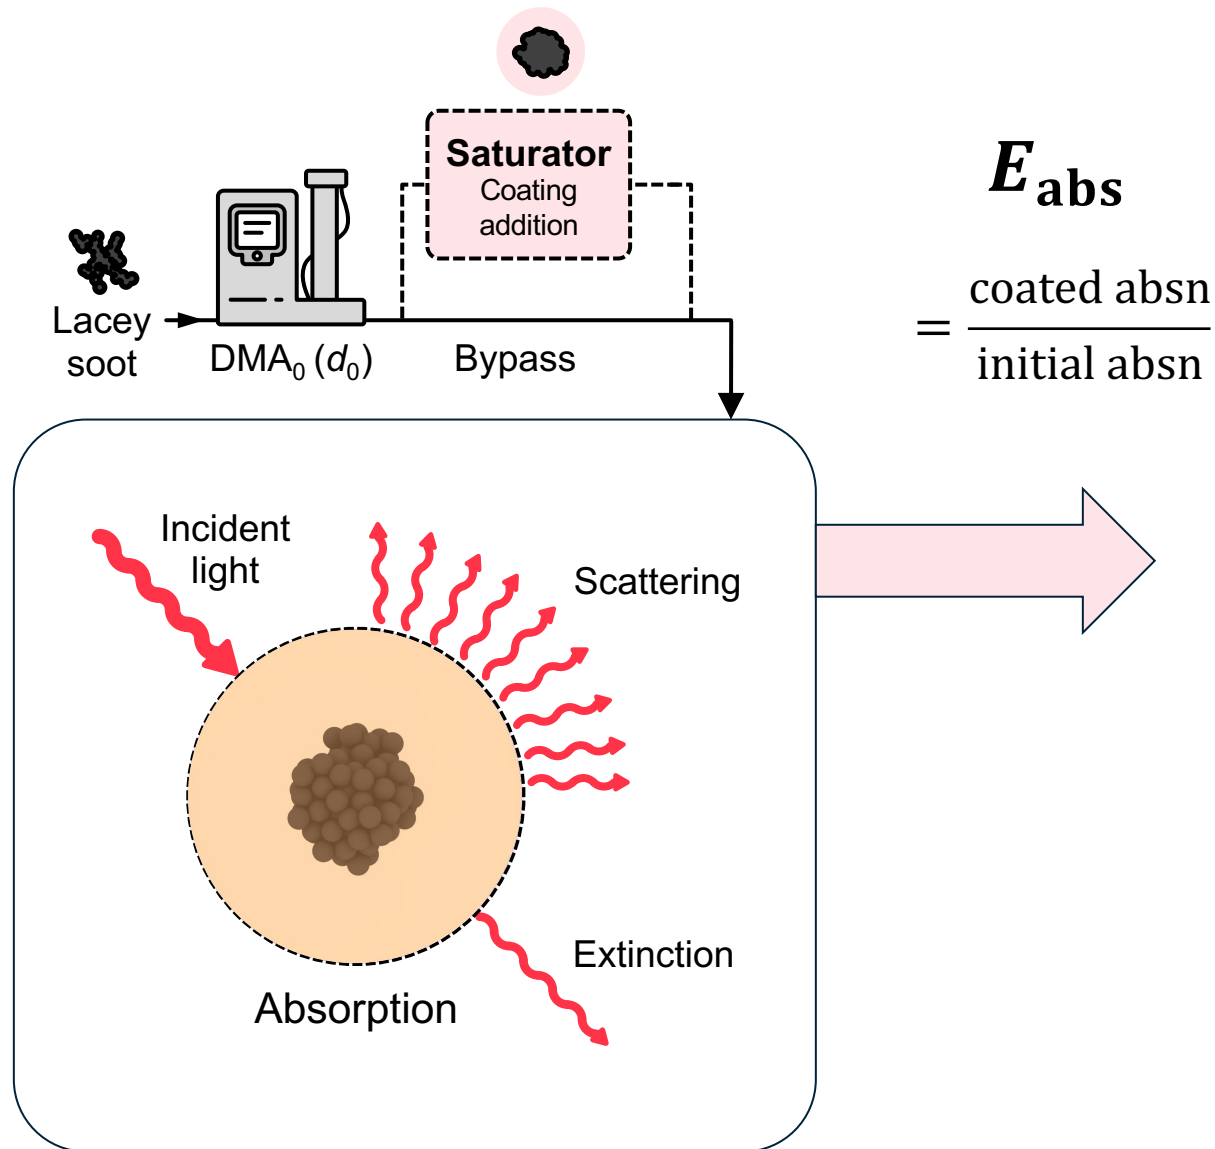 Saturator
Coating
addition
Lacey
soot
DMA₀ (d₀)
Bypass
E_abs
= coated absn / initial absn
Incident
light
Scattering
Extinction
Absorption